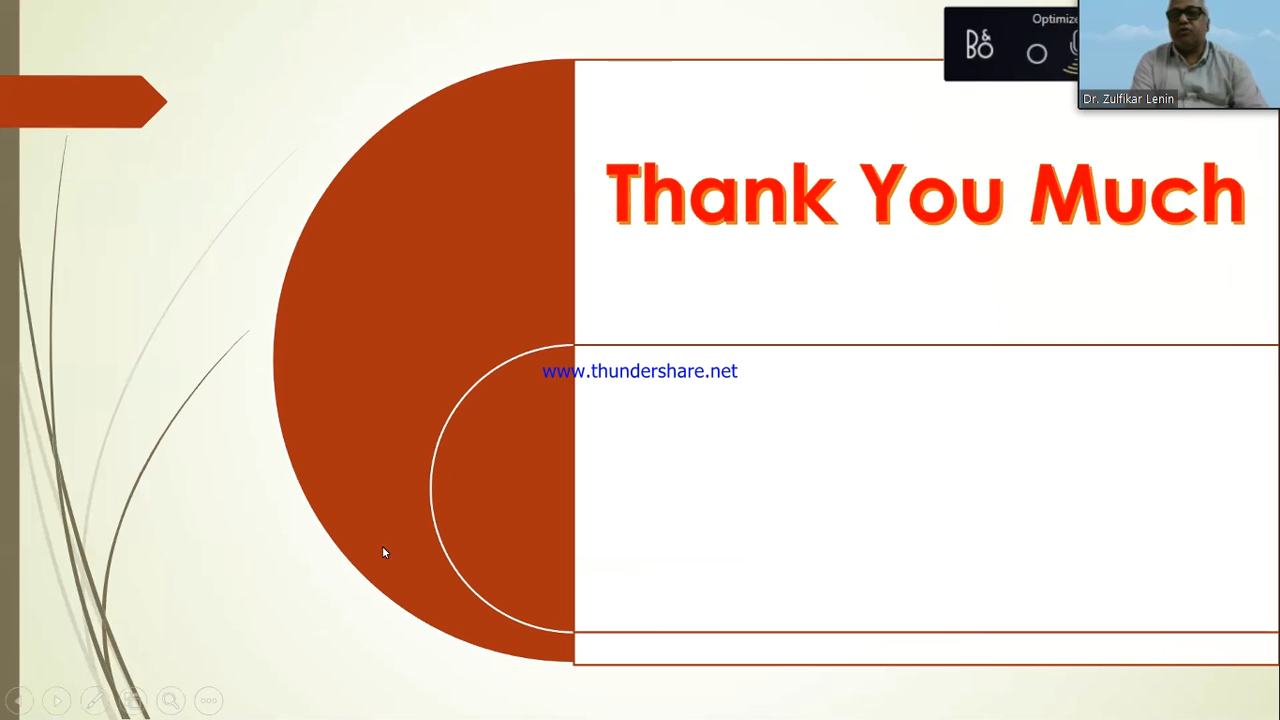 Optimize
B&O
Dr. Zulfikar Lenin
Thank You Much
www.thundershare.net